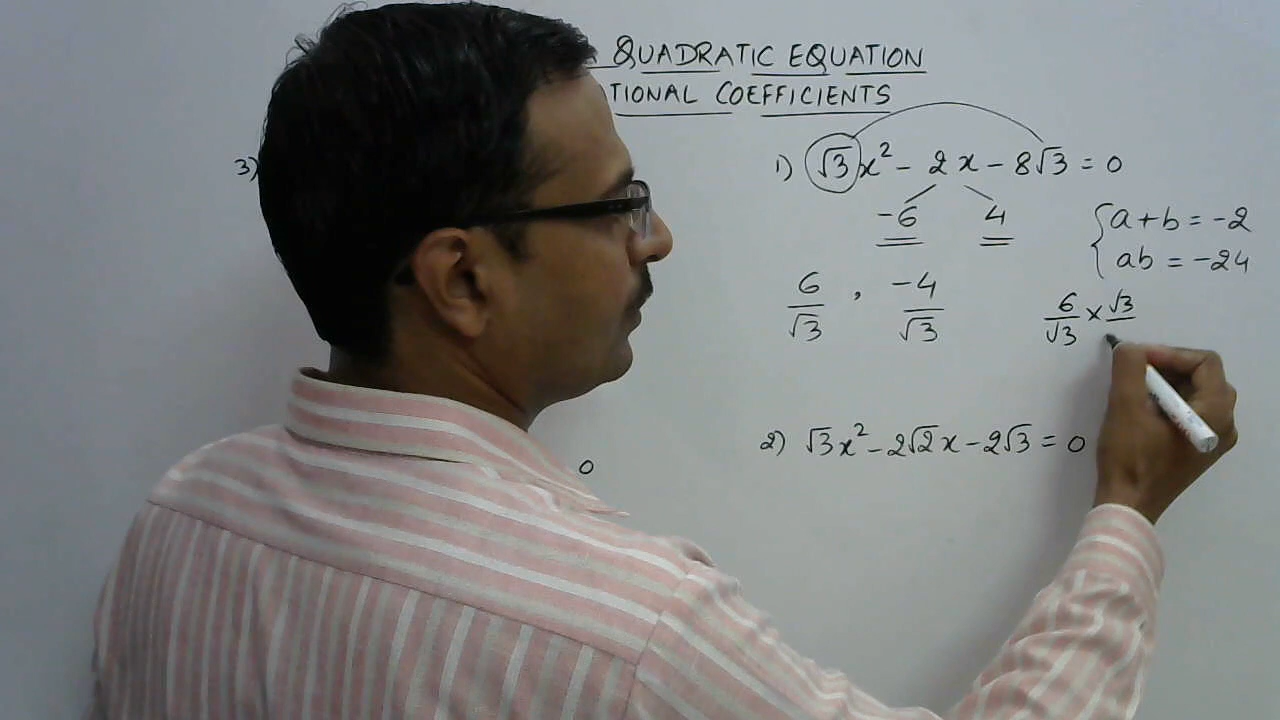 QUADRATIC EQUATION
TIONAL COEFFICIENTS
3)
1) √3x² - 2x - 8√3 = 0
-6 4
a + b = -2
ab = -24
6/√3 , -4/√3
6/√3 × √3
2) √3x² - 2√2x - 2√3 = 0
0